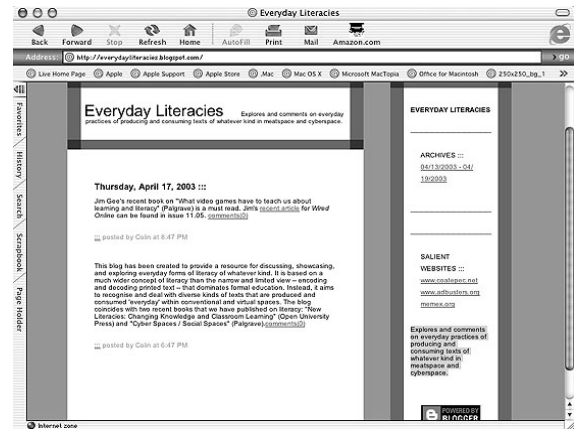 Everyday Literacies
Back Forward Stop Refresh Home AutoFill Print Mail Amazon.com
Address: http://everydayliteracies.blogspot.com/ go
Live Home Page Apple Apple Support Apple Store .Mac Mac OS X Microsoft MacTopia Office for Macintosh 250x250_bg_1 >>
Favorites
History
Search
Scrapbook
Page Holder
Everyday Literacies Explores and comments on everyday
practices of producing and consuming texts of whatever kind in meatspace and cyberspace.
Thursday, April 17, 2003 :::
Jim Gee's recent book on "What video games have to teach us about
learning and literacy" (Palgrave) is a must read. Jim's recent article for Wired
Online can be found in issue 11.05. comments(0)
::: posted by Colin at 8:47 PM
This blog has been created to provide a resource for discussing, showcasing,
and exploring everyday forms of literacy of whatever kind. It is based on a
much wider concept of literacy than the narrow and limited view -- encoding
and decoding printed text -- that dominates formal education. Instead, it aims
to recognise and deal with diverse kinds of texts that are produced and
consumed 'everyday' within conventional and virtual spaces. The blog
coincides with two recent books that we have published on literacy: "New
Literacies: Changing Knowledge and Classroom Learning" (Open University
Press) and "Cyber Spaces / Social Spaces" (Palgrave).comments(0)
::: posted by Colin at 6:47 PM
EVERYDAY LITERACIES
ARCHIVES :::
04/13/2003 - 04/
19/2003
SALIENT
WEBSITES :::
www.coatepec.net
www.adbusters.org
memex.org
Explores and comments
on everyday practices of
producing and
consuming texts of
whatever kind in
meatspace and
cyberspace.
POWERED BY
BLOGGER
Internet zone